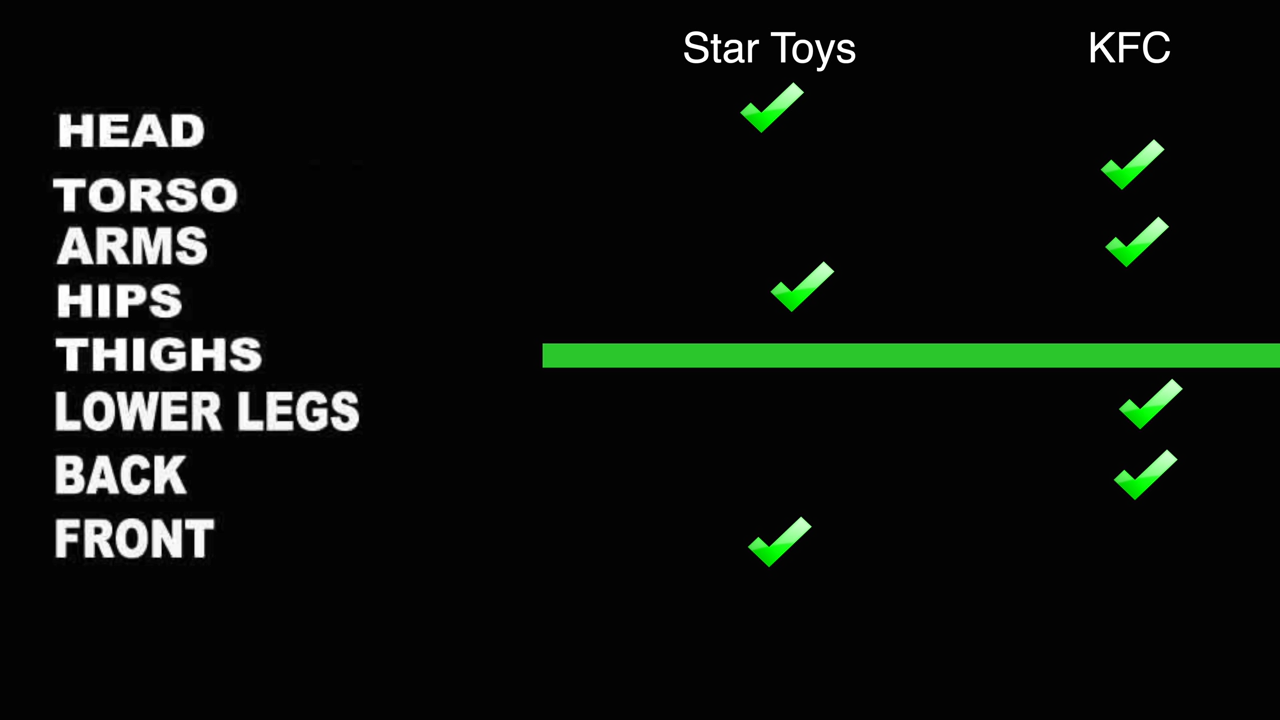 Star Toys KFC
HEAD
TORSO
ARMS
HIPS
THIGHS
LOWER LEGS
BACK
FRONT